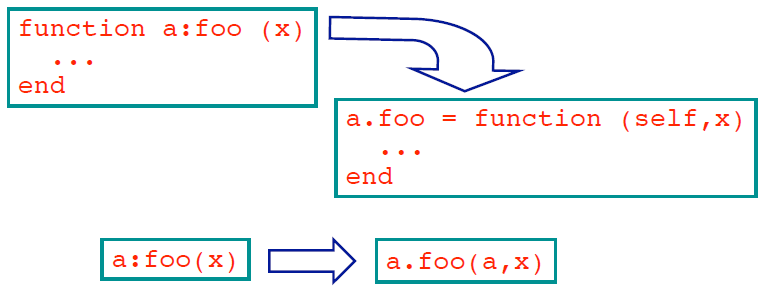 function a:foo (x)
  ...
end
a.foo = function (self,x)
  ...
end
a:foo(x)
a.foo(a,x)